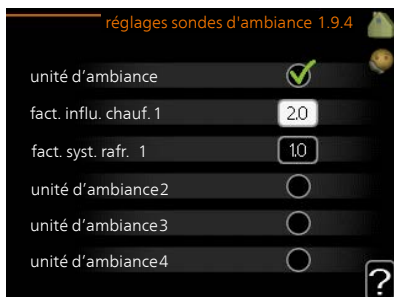 réglages sondes d'ambiance 1.9.4
unité d'ambiance
fact. influ. chauf. 1 2.0
fact. syst. rafr. 1 1.0
unité d'ambiance2
unité d'ambiance3
unité d'ambiance4
?